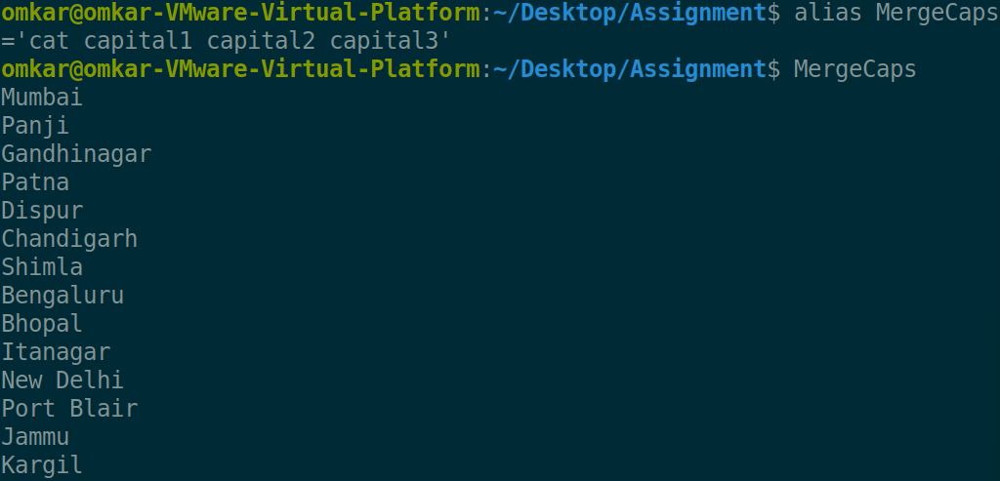 omkar@omkar-VMware-Virtual-Platform:~/Desktop/Assignment$ alias MergeCaps
='cat capital1 capital2 capital3'
omkar@omkar-VMware-Virtual-Platform:~/Desktop/Assignment$ MergeCaps
Mumbai
Panji
Gandhinagar
Patna
Dispur
Chandigarh
Shimla
Bengaluru
Bhopal
Itanagar
New Delhi
Port Blair
Jammu
Kargil